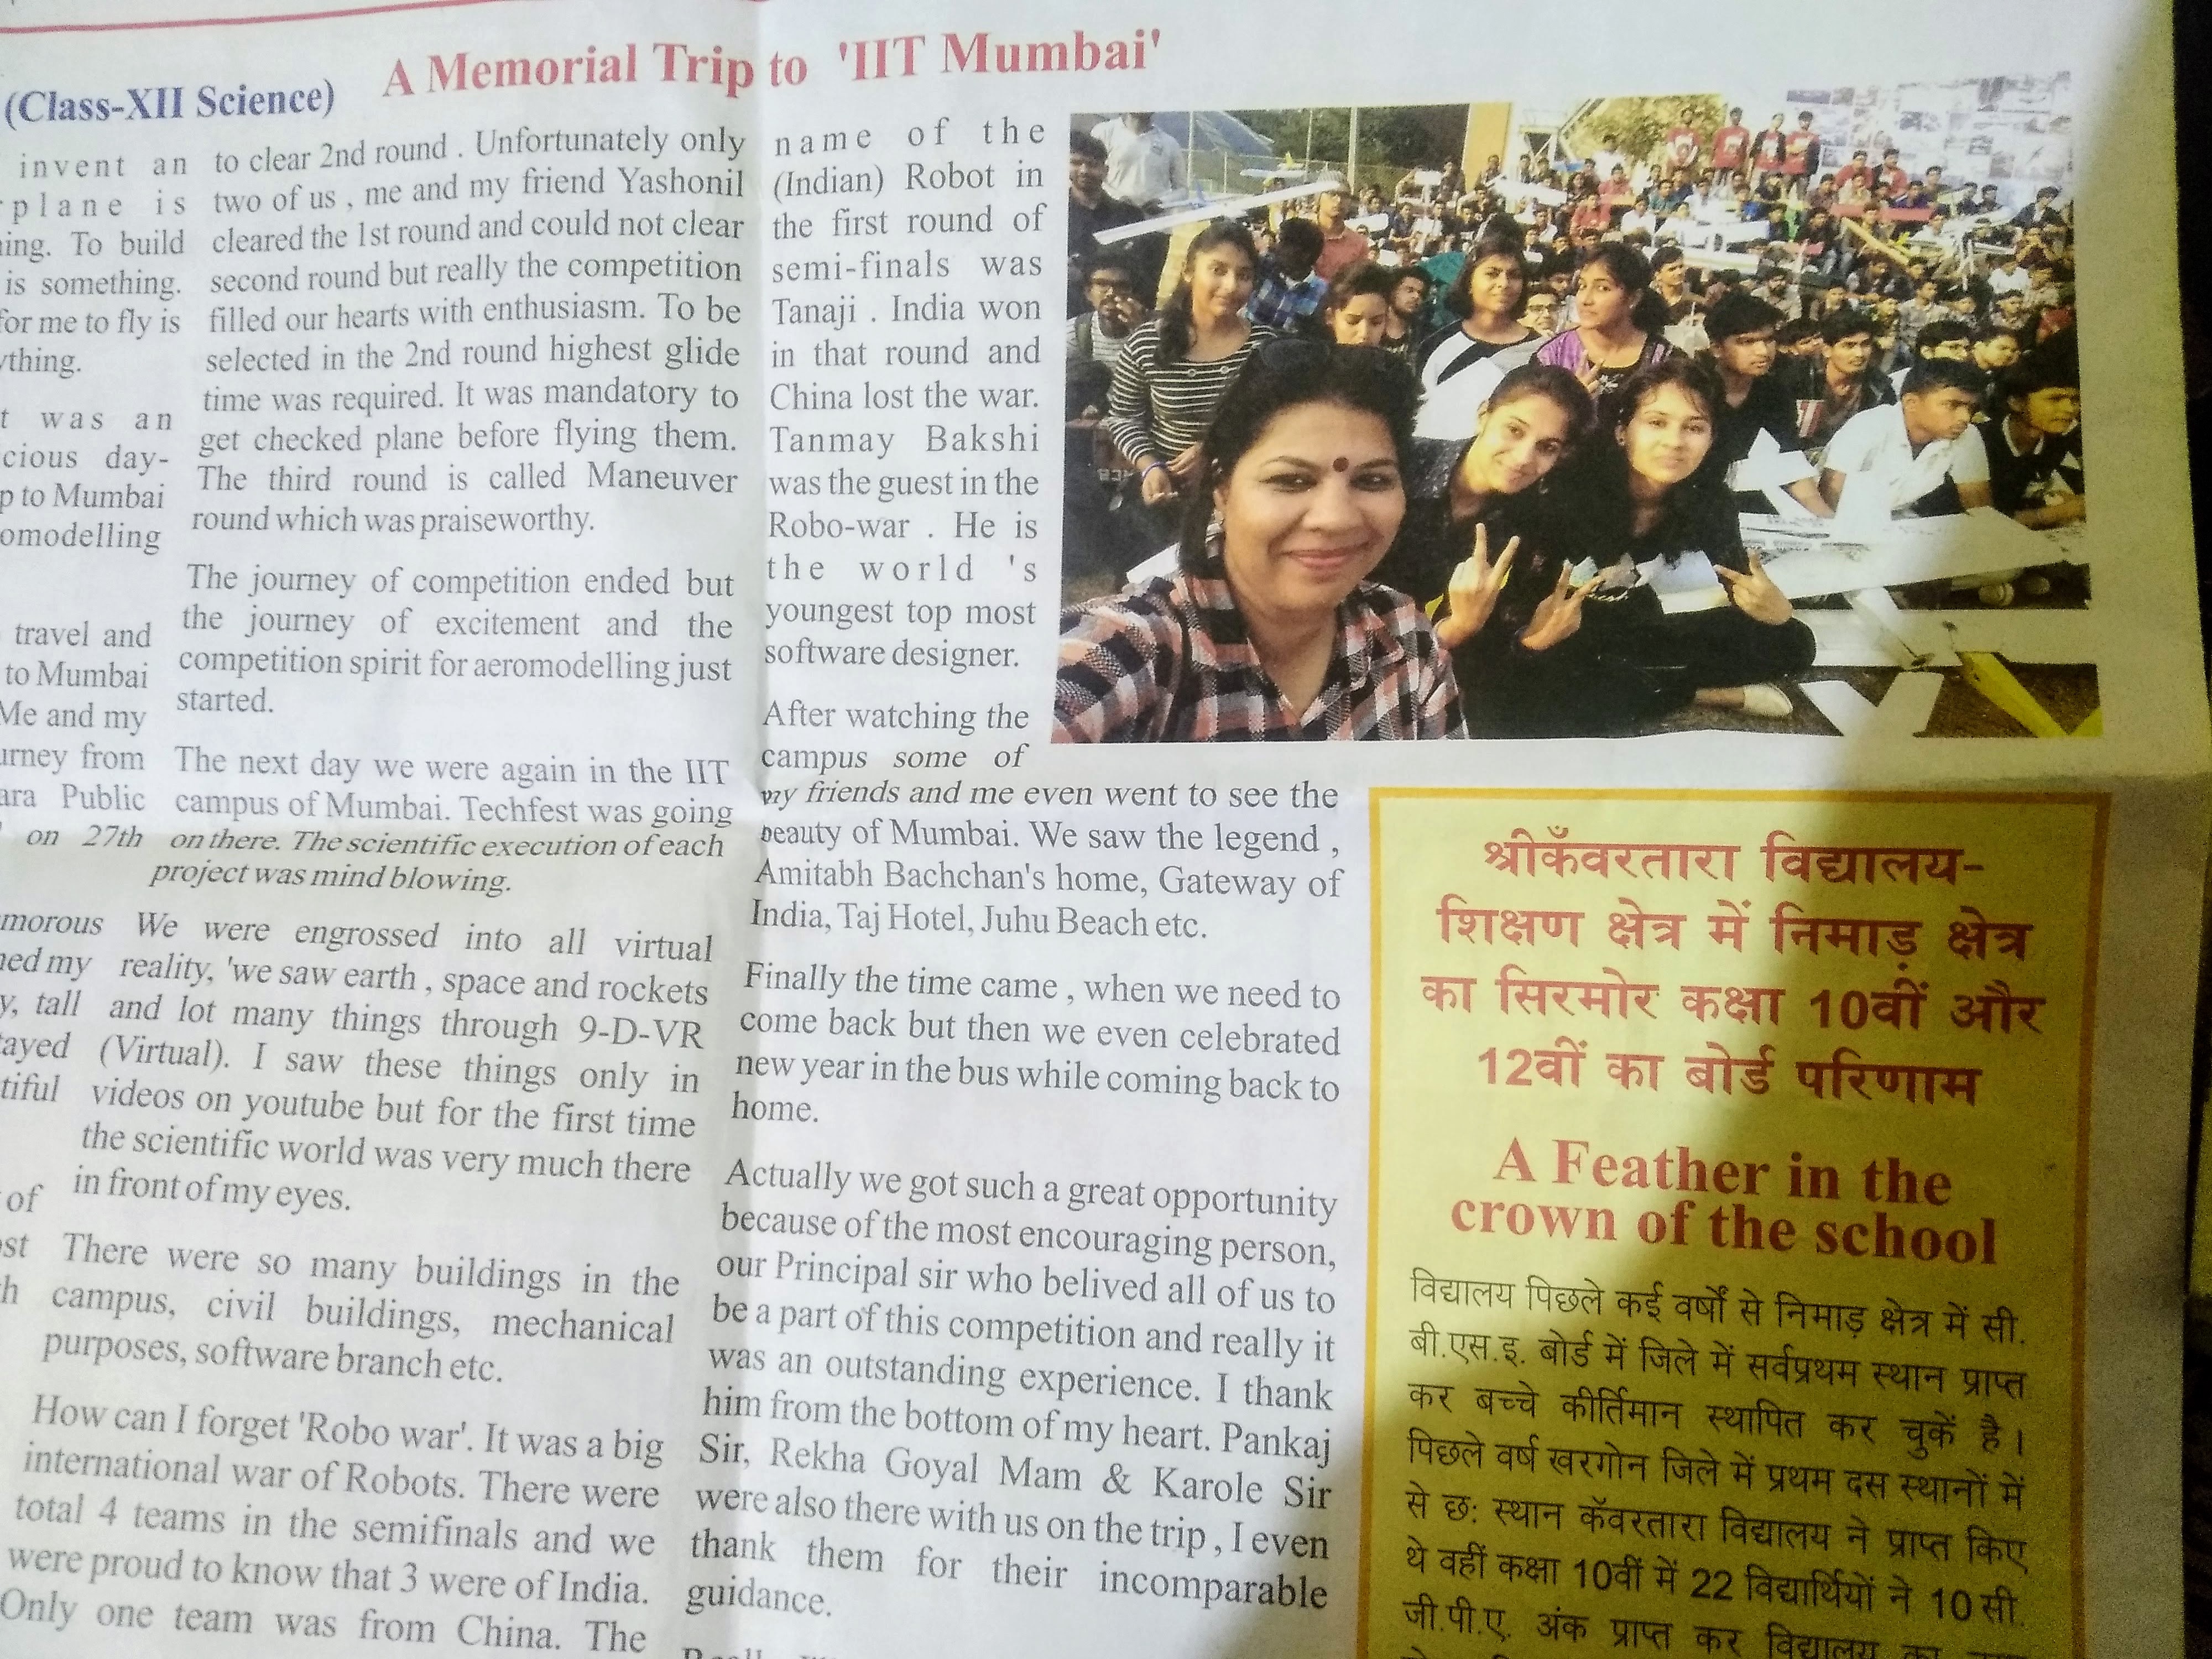 A Memorial Trip to 'IIT Mumbai'
(Class-XII Science)
invent an
plane is
ing. To build
is something.
for me to fly is
ything.
was an
cious day-
to Mumbai
omodelling
travel and
to Mumbai
Me and my
urney from
ara Public
on 27th
morous
ned my
y, tall
tayed
tiful
of
to clear 2nd round . Unfortunately only
two of us , me and my friend Yashonil
cleared the 1st round and could not clear
second round but really the competition
filled our hearts with enthusiasm. To be
selected in the 2nd round highest glide
time was required. It was mandatory to
get checked plane before flying them.
The third round is called Maneuver
round which was praiseworthy.
The journey of competition ended but
the journey of excitement and the
competition spirit for aeromodelling just
started.
The next day we were again in the IIT
campus of Mumbai. Techfest was going
on there. The scientific execution of each
project was mind blowing.
We were engrossed into all virtual
reality, 'we saw earth , space and rockets
and lot many things through 9-D-VR
(Virtual). I saw these things only in
videos on youtube but for the first time
the scientific world was very much there
in front of my eyes.
There were so many buildings in the
campus, civil buildings, mechanical
purposes, software branch etc.
How can I forget 'Robo war'. It was a big
international war of Robots. There were
total 4 teams in the semifinals and we
were proud to know that 3 were of India.
Only one team was from China. The
name of the
(Indian) Robot in
the first round of
semi-finals was
Tanaji . India won
in that round and
China lost the war.
Tanmay Bakshi
was the guest in the
Robo-war . He is
the world 's
youngest top most
software designer.
After watching the
campus some of
my friends and me even went to see the
beauty of Mumbai. We saw the legend ,
Amitabh Bachchan's home, Gateway of
India, Taj Hotel, Juhu Beach etc.
Finally the time came , when we need to
come back but then we even celebrated
new year in the bus while coming back to
home.
Actually we got such a great opportunity
because of the most encouraging person,
our Principal sir who belived all of us to
be a part of this competition and really it
was an outstanding experience. I thank
him from the bottom of my heart. Pankaj
Sir, Rekha Goyal Mam & Karole Sir
were also there with us on the trip , I even
thank them for their incomparable
guidance.
श्रीकँवरतारा विद्यालय-
शिक्षण क्षेत्र में निमाड़ क्षेत्र
का सिरमोर कक्षा 10वीं और
12वीं का बोर्ड परिणाम
A Feather in the
crown of the school
विद्यालय पिछले कई वर्षों से निमाड़ क्षेत्र में सी.
बी.एस.इ. बोर्ड में जिले में सर्वप्रथम स्थान प्राप्त
कर बच्चे कीर्तिमान स्थापित कर चुकें है।
पिछले वर्ष खरगोन जिले में प्रथम दस स्थानों में
से छः स्थान कॅवरतारा विद्यालय ने प्राप्त किए
थे वहीं कक्षा 10वीं में 22 विद्यार्थियों ने 10 सी.
जी.पी.ए. अंक प्राप्त कर विद्यालय का